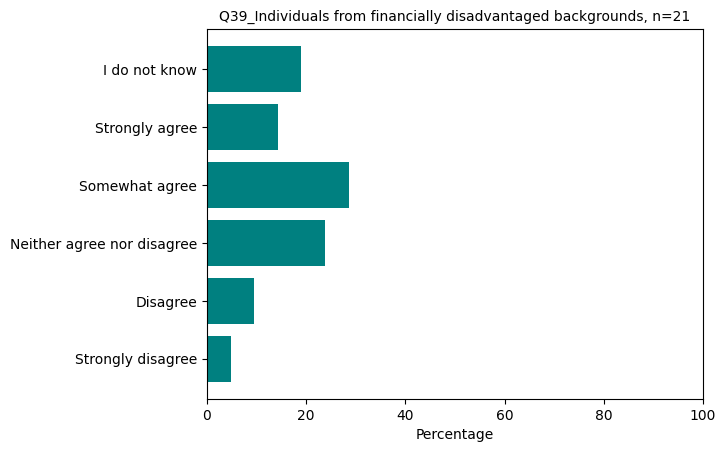 Q39_Individuals from financially disadvantaged backgrounds, n=21
I do not know
Strongly agree
Somewhat agree
Neither agree nor disagree
Disagree
Strongly disagree
0 20 40 60 80 100
Percentage